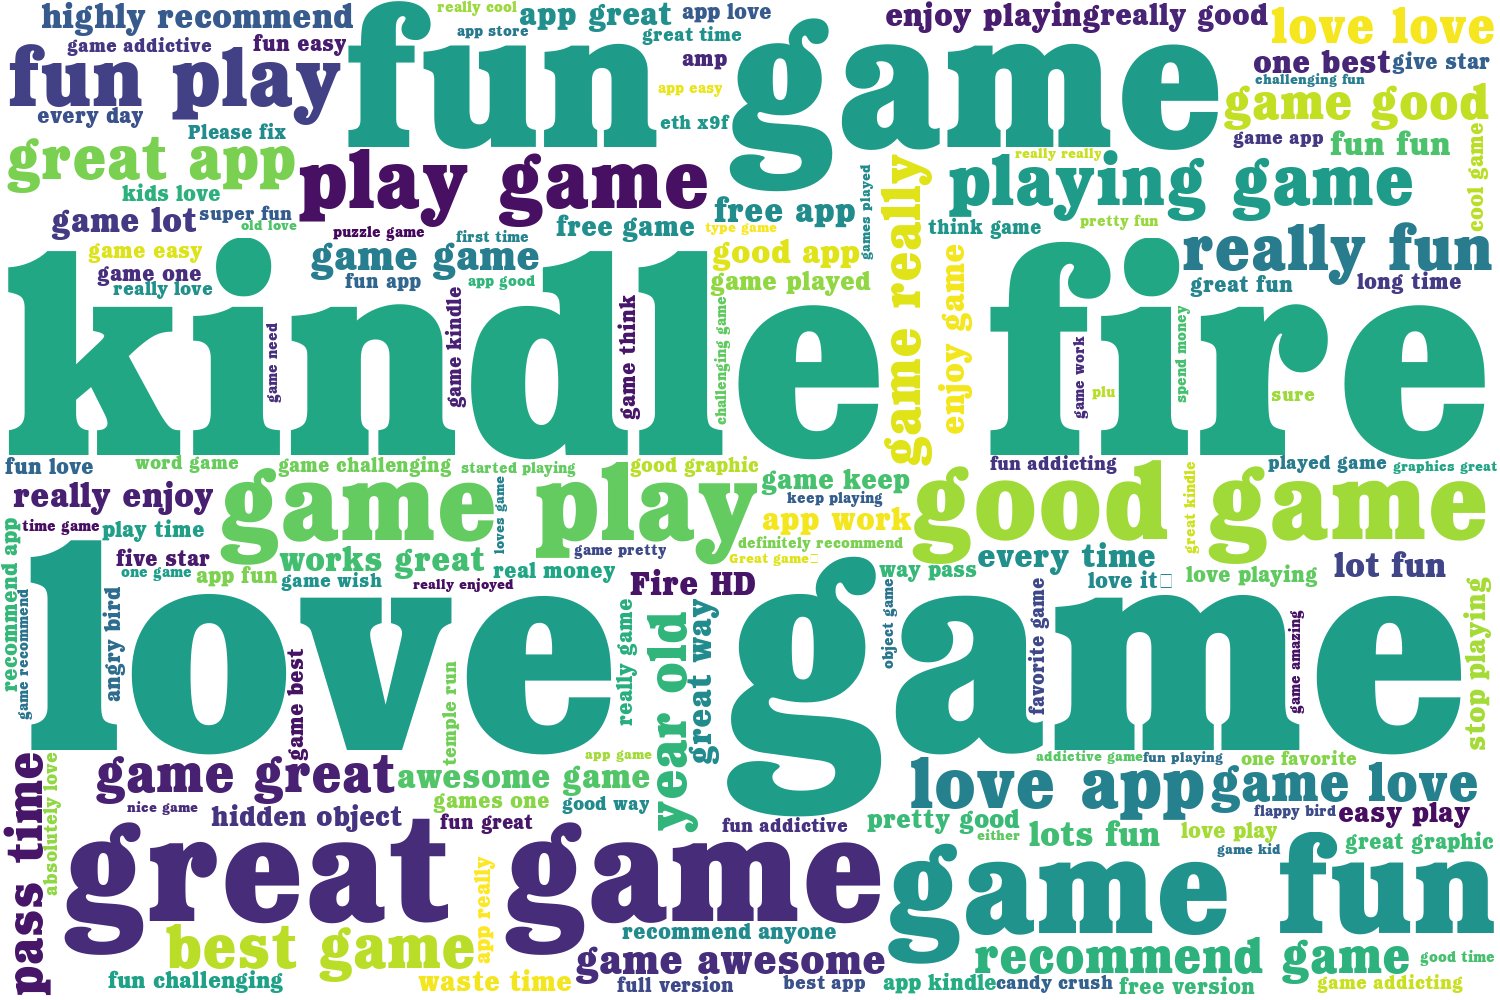 highly recommend
really cool
app great
app love
enjoy playing
really good
love love
game addictive
fun easy
app store
great time
fun game
one best
give star
fun play
amp
challenging fun
every day
app easy
game good
Please fix
eth x9f
game app
fun fun
cool game
great app
play game
really really
playing game
kids love
games played
game really
game lot
super fun
old love
free game
free app
think game
pretty fun
puzzle game
first time
type game
really fun
game easy
game game
good app
enjoy game
game one
fun app
app good
game played
great fun
long time
really love
kindle fire
game need
game kindle
game think
challenging game
game work
plu
spend money
sure
fun love
word game
game challenging
started playing
good graphic
fun addicting
played game
graphics great
really enjoy
game play
game keep
keep playing
good game
great kindle
time game
play time
loves game
app work
recommend app
five star
works great
game pretty
definitely recommend
Great game
every time
lot fun
one game
app fun
game wish
real money
really enjoyed
Fire HD
way pass
love it
love playing
game recommend
angry bird
love game
object game
favorite game
game amazing
stop playing
game best
temple run
really game
year old
great way
pass time
absolutely love
game great
awesome game
app game
addictive game
fun playing
one favorite
love app
game love
nice game
hidden object
games one
good way
fun great
fun addictive
pretty good
either
lots fun
love play
flappy bird
easy play
game kid
great graphic
great game
game fun
app really
best game
recommend anyone
recommend game
good time
fun challenging
waste time
game awesome
full version
best app
app kindle
candy crush
free version
game addicting